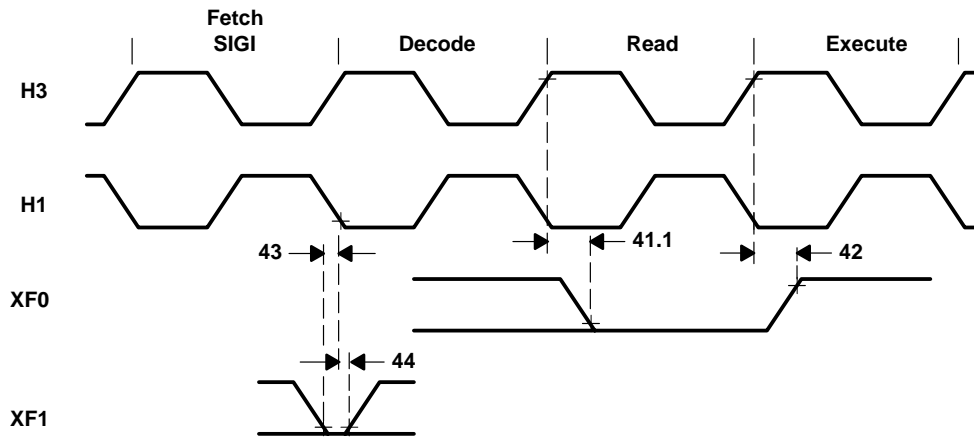 Fetch
SIGI
Decode
Read
Execute
H3
H1
43
41.1
42
XF0
44
XF1